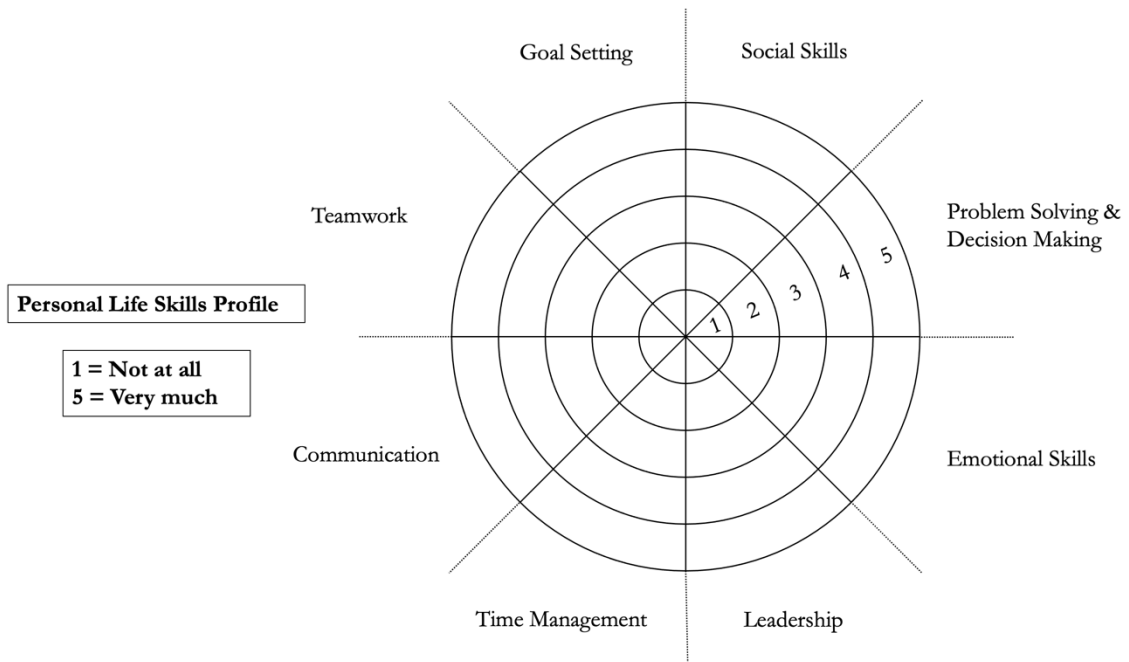 Goal Setting
Social Skills
Teamwork
Problem Solving &
Decision Making
5
4
3
2
1
Personal Life Skills Profile
1 = Not at all
5 = Very much
Communication
Emotional Skills
Time Management
Leadership